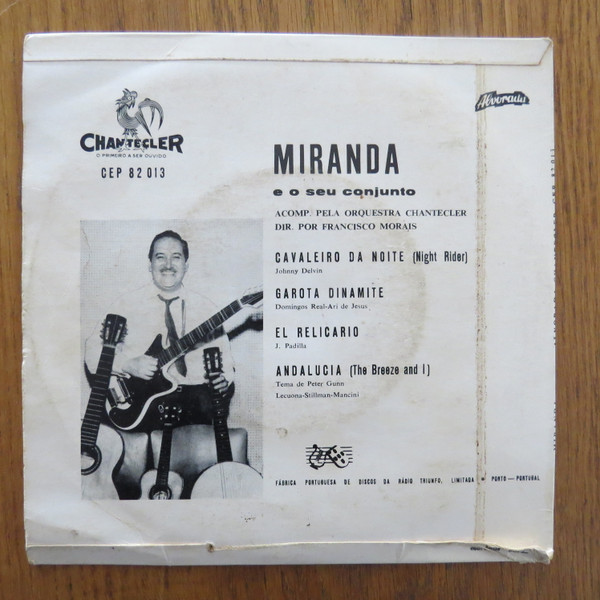 Alvorada
CHANTECLER
O PRIMEIRO A SER OUVIDO
CEP 82 013
MIRANDA
e o seu conjunto
ACOMP. PELA ORQUESTRA CHANTECLER
DIR. POR FRANCISCO MORAIS
CAVALEIRO DA NOITE (Night Rider)
Johnny Delvin
GAROTA DINAMITE
Domingos Real-Ari de Jesus
EL RELICARIO
J. Padilla
ANDALUCIA (The Breeze and I)
Tema de Peter Gunn
Lecuona-Stillman-Mancini
FÁBRICA PORTUGUESA DE DISCOS DA RÁDIO TRIUNFO, LIMITADA • PORTO — PORTUGAL